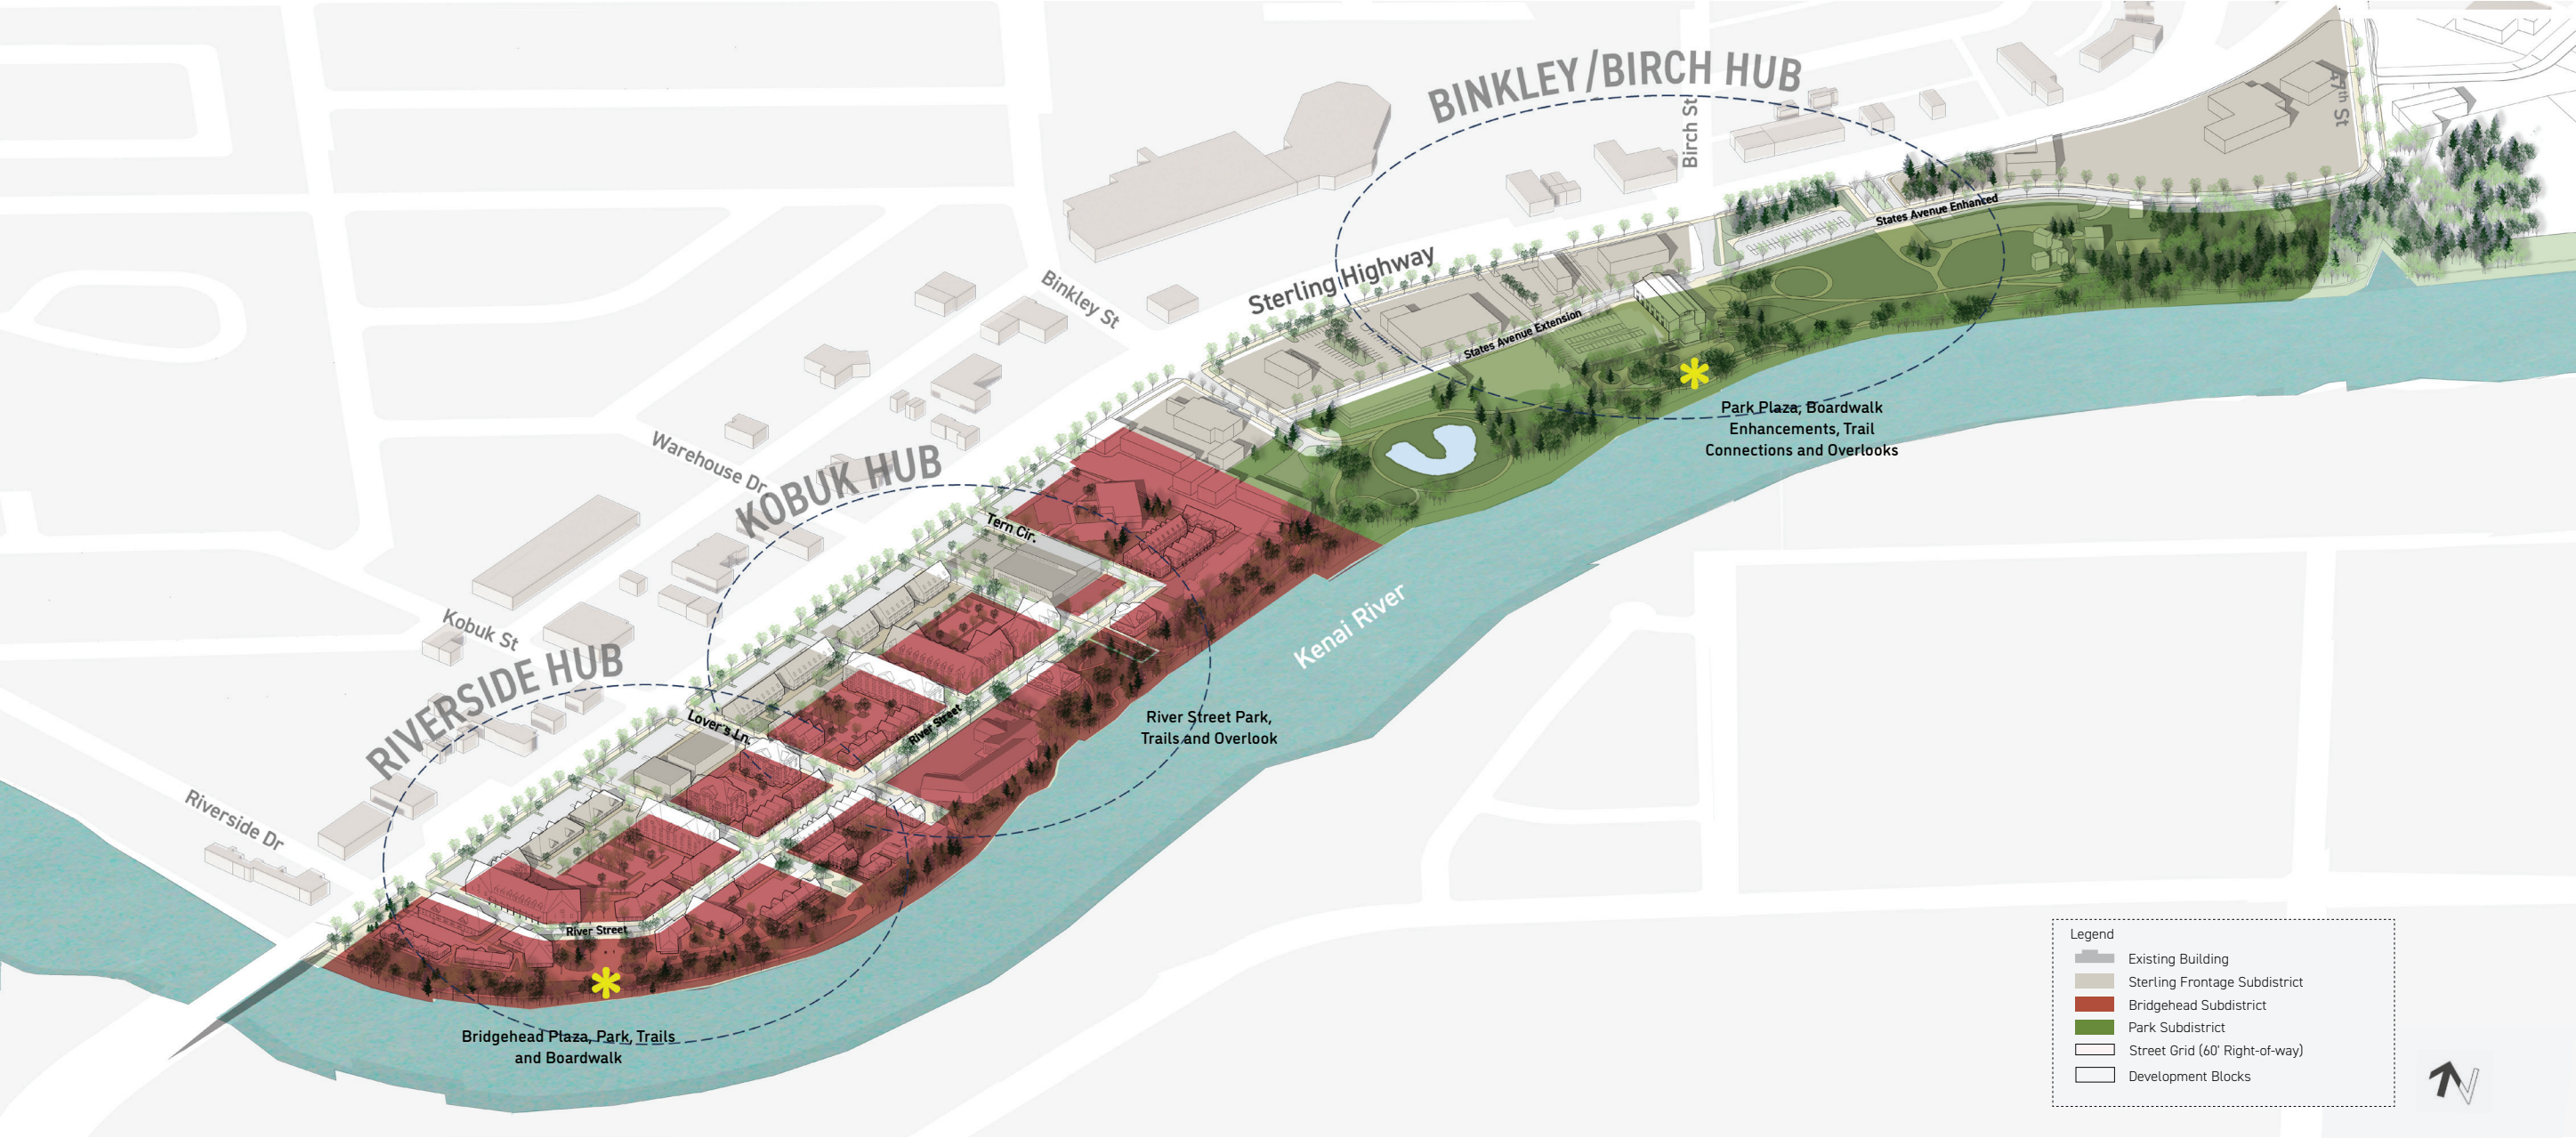 BINKLEY/BIRCH HUB
Birch St
47th St
States Avenue Enhanced
Sterling Highway
Binkley St
States Avenue Extension
Park Plaza, Boardwalk
Enhancements, Trail
Connections and Overlooks
Warehouse Dr
KOBUK HUB
Tern Cir.
Kenai River
Kobuk St
RIVERSIDE HUB
Lover's Ln.
River Street
River Street Park,
Trails and Overlook
Riverside Dr
River Street
Bridgehead Plaza, Park, Trails
and Boardwalk
Legend
Existing Building
Sterling Frontage Subdistrict
Bridgehead Subdistrict
Park Subdistrict
Street Grid (60' Right-of-way)
Development Blocks
N